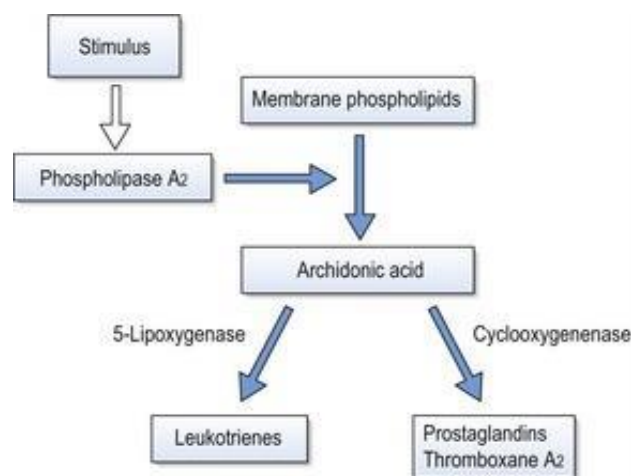 Stimulus
Membrane phospholipids
Phospholipase A2
Archidonic acid
5-Lipoxygenase
Cyclooxygenenase
Leukotrienes
Prostaglandins
Thromboxane A2